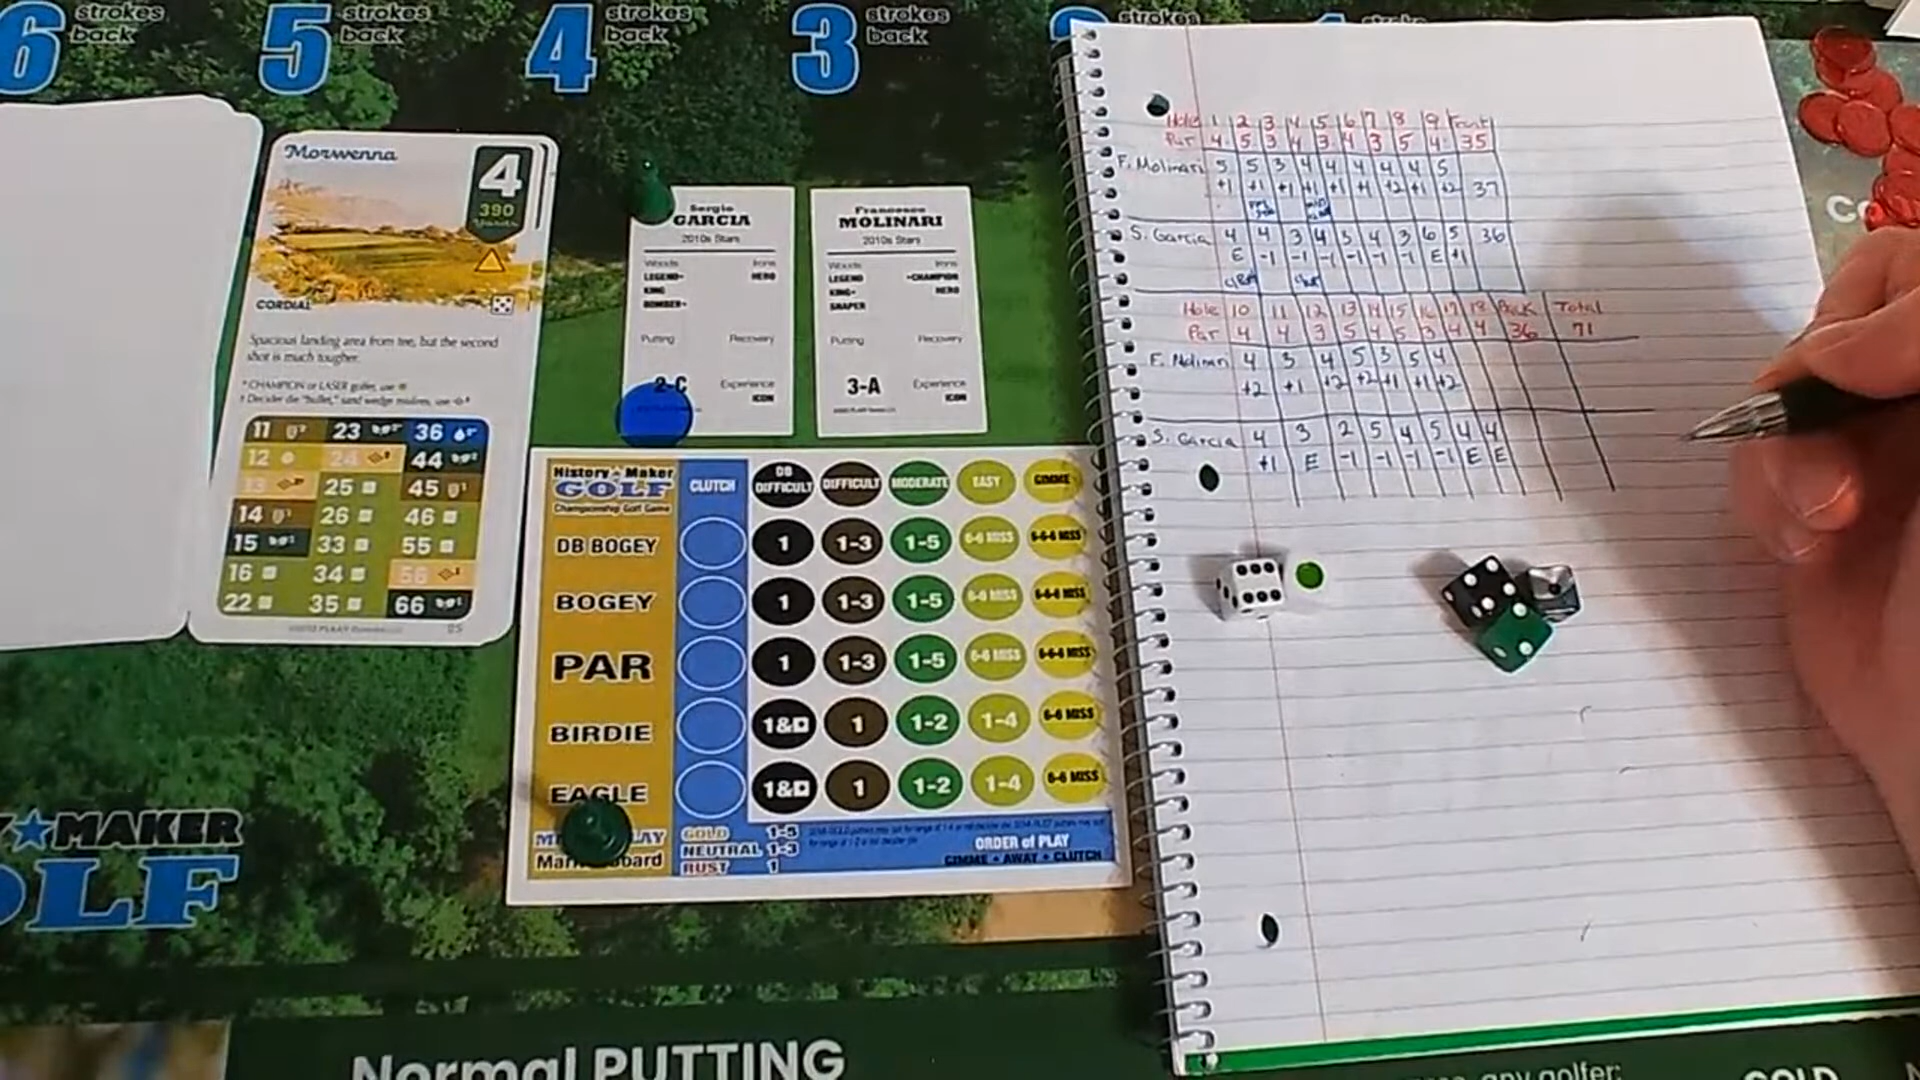 6 strokes back
5 strokes back
4 strokes back
3 strokes back
strokes
Morwenna
4
390
CORDIAL
Spacious landing area from tee, but the second
shot is much tougher.
* CHAMPION or LASER golfer, use
11 23 36
12 24 44
13 25 45
14 26 46
15 33 55
16 34 56
22 35 66
Sergio
GARCIA
2010s Stars
Woods Irons
LEGEND- HERO
KING
BOMBER-
Putting Recovery
2-C Experience
ICON
Francesco
MOLINARI
2010s Stars
Woods Irons
LEGEND -CHAMPION
KING- HERO
SHAPER
Putting Recovery
3-A Experience
ICON
History Maker
GOLF
Championship Golf Game
CLUTCH DB DIFFICULT DIFFICULT MODERATE EASY GIMME
DB BOGEY 1 1-3 1-5 6-6 MISS 6-6-6 MISS
BOGEY 1 1-3 1-5 6-6 MISS 6-6-6 MISS
PAR 1 1-3 1-5 6-6 MISS 6-6-6 MISS
BIRDIE 1& 1 1-2 1-4 6-6 MISS
EAGLE 1& 1 1-2 1-4 6-6 MISS
GOLD 1-5
NEUTRAL 1-3
RUST 1
ORDER of PLAY
GIMME • AWAY • CLUTCH
Hole 1 2 3 4 5 6 7 8 9
Par 4 5 3 4 3 4 3 5 4 35
F. Molinari 5 5 3 4 4 4 4 4 5
+1 +1 +1 +1 +1 +1 +2 +1 +2 37
S. Garcia 4 4 3 4 3 4 3 6 5 36
E -1 -1 -1 -1 -1 -1 E +1
Hole 10 11 12 13 14 15 16 17 18 Back Total
Par 4 4 3 5 4 5 3 4 4 36 71
F. Molinari 4 3 4 5 3 5 4
+2 +1 +2 +2 +1 +1 +2
S. Garcia 4 3 2 5 4 5 4 4
+1 E -1 -1 -1 -1 E E
MAKER
OLF
Normal PUTTING
any golfer:
GOLD